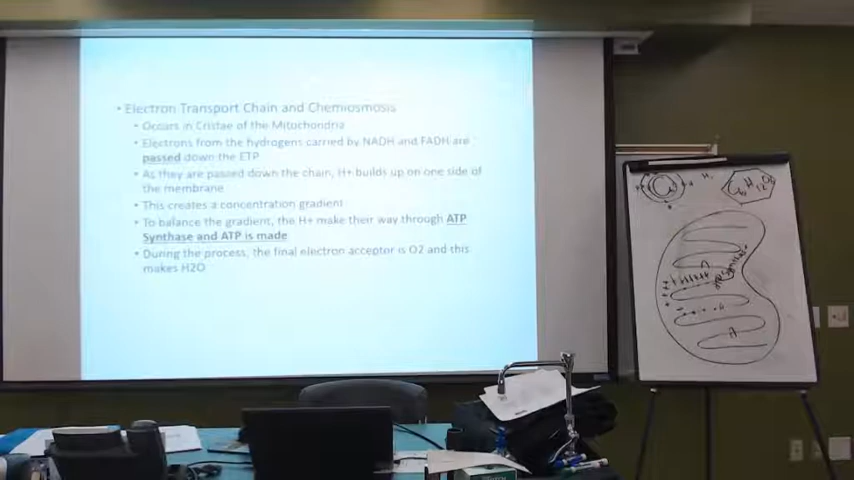 • Electron Transport Chain and Chemiosmosis
• Occurs in Cristae of the Mitochondria
• Electrons from the hydrogens carried by NADH and FADH are
passed down the ETP
• As they are passed down the chain, H+ builds up on one side of
the membrane
• This creates a concentration gradient
• To balance the gradient, the H+ make their way through ATP
Synthase and ATP is made
• During the process, the final electron acceptor is O2 and this
makes H2O